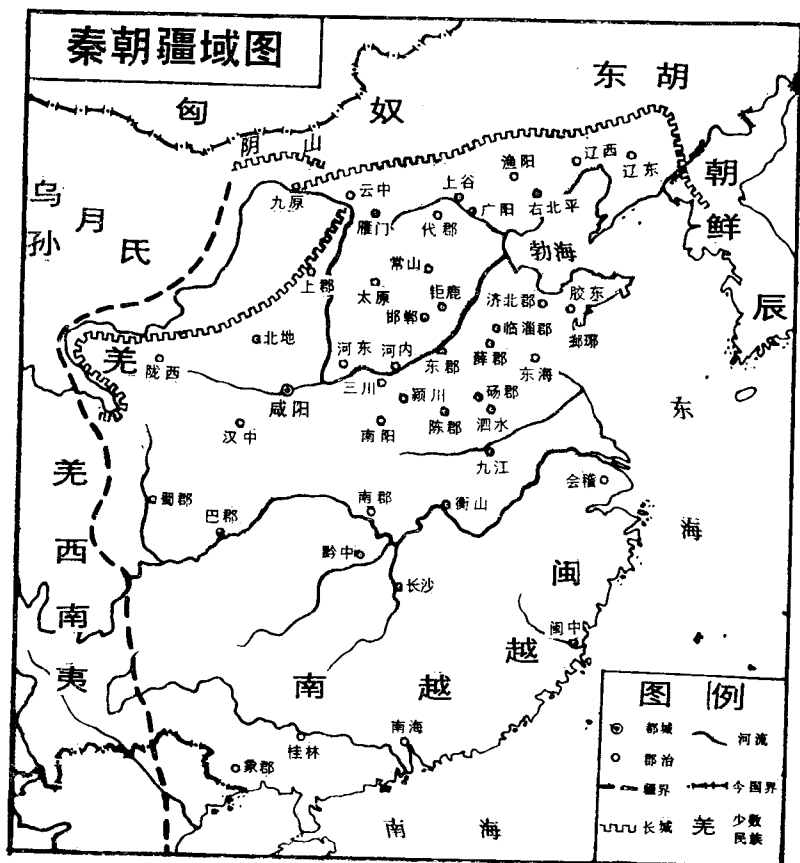 秦朝疆域图
东胡
匈奴
阴山
乌孙
月氏
朝鲜
辰
渔阳
辽西
辽东
九原
云中
上谷
雁门
代郡
广阳
右北平
勃海
常山
上郡
太原
钜鹿
济北郡
胶东
邯郸
临淄郡
琅琊
羌
北地
陇西
河东
河内
东郡
薛郡
东海
三川
咸阳
颍川
砀郡
汉中
南阳
陈郡
泗水
九江
东海
羌
会稽
蜀郡
巴郡
南郡
衡山
黔中
长沙
闽越
闽中
西南夷
南越
南海
桂林
象郡
南海
图例
都城
河流
郡治
疆界
今国界
长城
羌
少数
民族